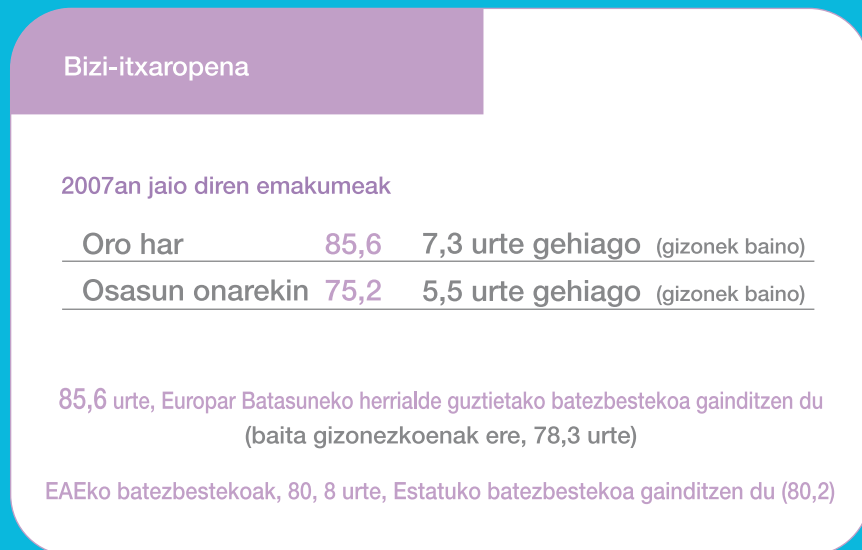 Bizi-itxaropena
2007an jaio diren emakumeak
Oro har 85,6 7,3 urte gehiago (gizonek baino)
Osasun onarekin 75,2 5,5 urte gehiago (gizonek baino)
85,6 urte, Europar Batasuneko herrialde guztietako batezbestekoa gainditzen du
(baita gizonezkoenak ere, 78,3 urte)
EAEko batezbestekoak, 80, 8 urte, Estatuko batezbestekoa gainditzen du (80,2)